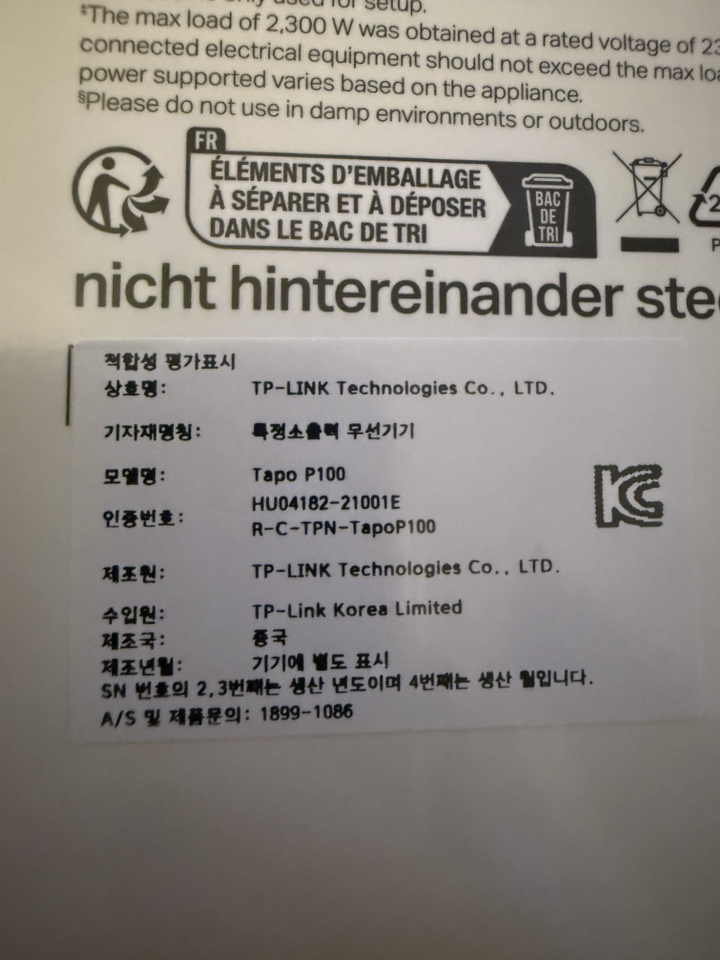 used for setup.
‡The max load of 2,300 W was obtained at a rated voltage of
connected electrical equipment should not exceed the max
power supported varies based on the appliance.
§Please do not use in damp environments or outdoors.
FR
ÉLÉMENTS D'EMBALLAGE
À SÉPARER ET À DÉPOSER
DANS LE BAC DE TRI
BAC
DE
TRI
nicht hintereinander
적합성 평가표시
상호명: TP-LINK Technologies Co., LTD.
기자재명칭: 특정소출력 무선기기
모델명: Tapo P100
인증번호: HU04182-21001E
R-C-TPN-TapoP100
제조원: TP-LINK Technologies Co., LTD.
수입원: TP-Link Korea Limited
제조국: 중국
제조년월: 기기에 별도 표시
SN 번호의 2,3번째는 생산 년도이며 4번째는 생산 월입니다.
A/S 및 제품문의: 1899-1086